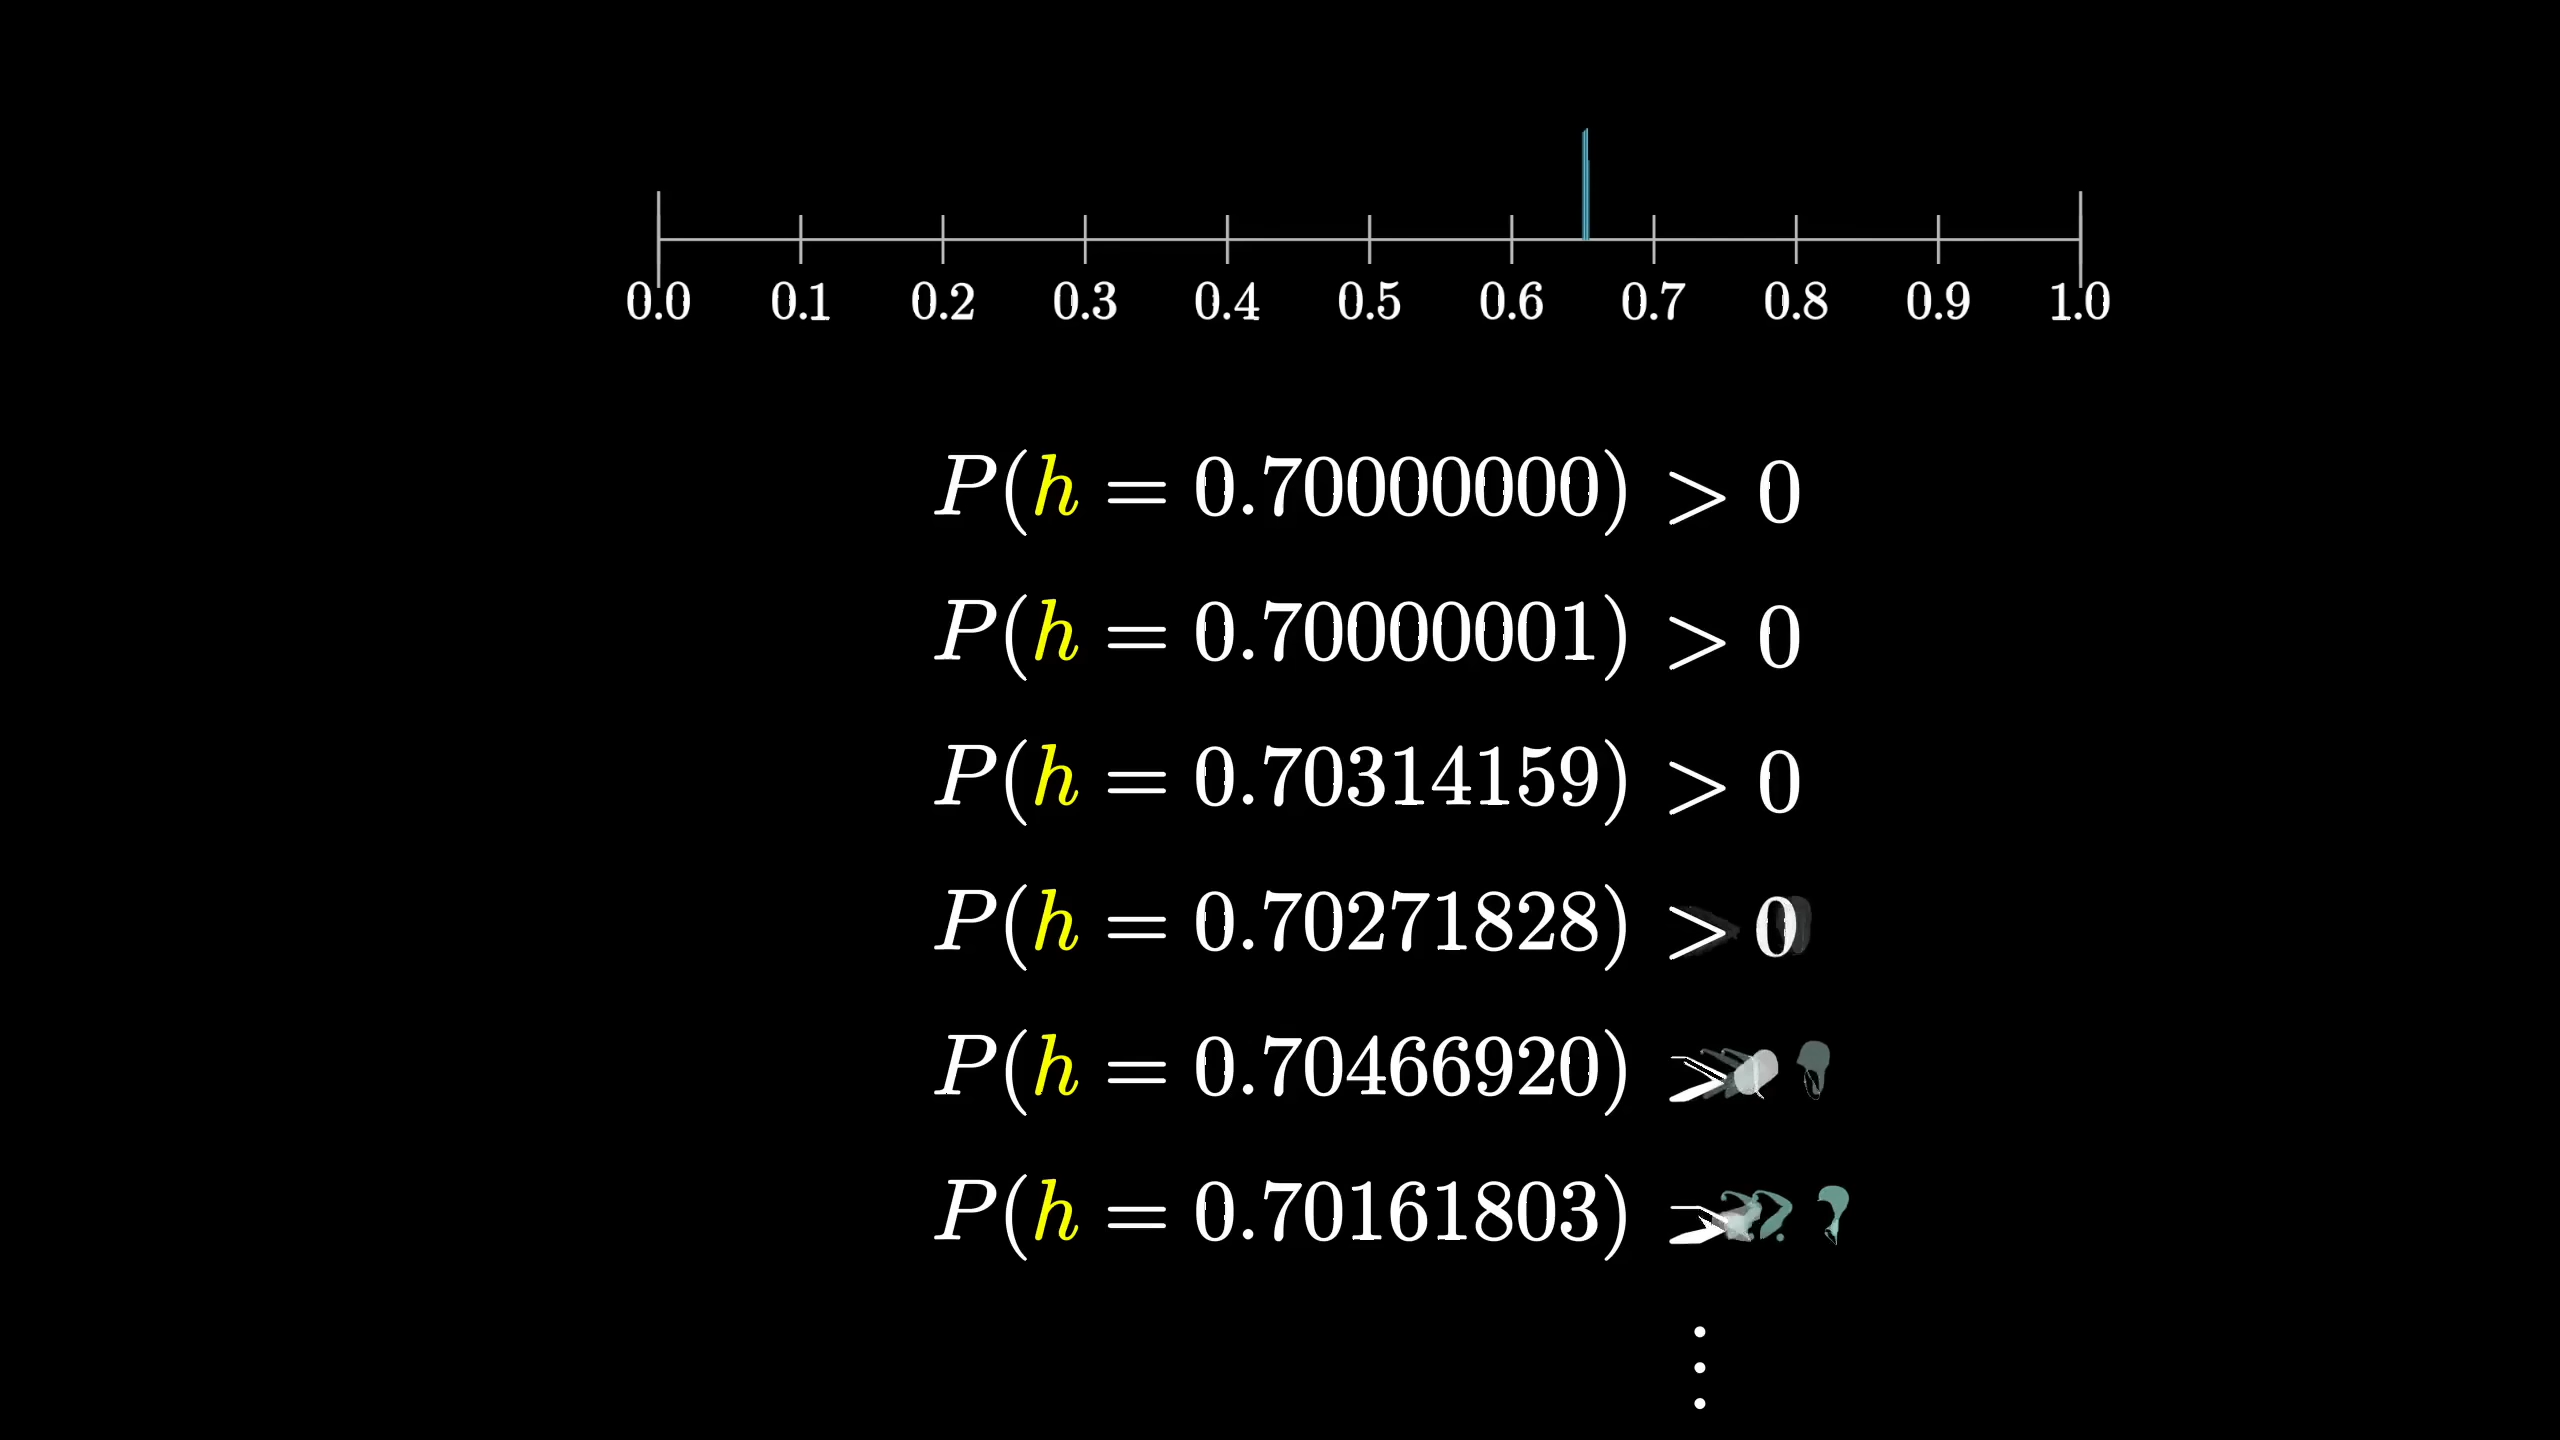 0.0 0.1 0.2 0.3 0.4 0.5 0.6 0.7 0.8 0.9 1.0
P(h = 0.70000000) > 0
P(h = 0.70000001) > 0
P(h = 0.70314159) > 0
P(h = 0.70271828) > 0
P(h = 0.70466920)
P(h = 0.70161803)
⋮